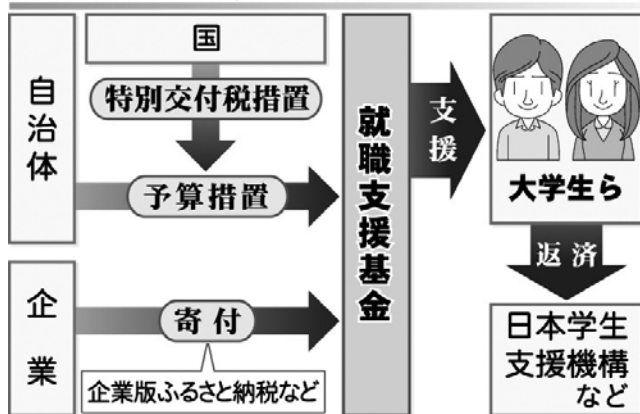 国
特別交付税措置
自治体
予算措置
企業
寄付
企業版ふるさと納税など
就職支援基金
支援
大学生ら
返済
日本学生
支援機構
など